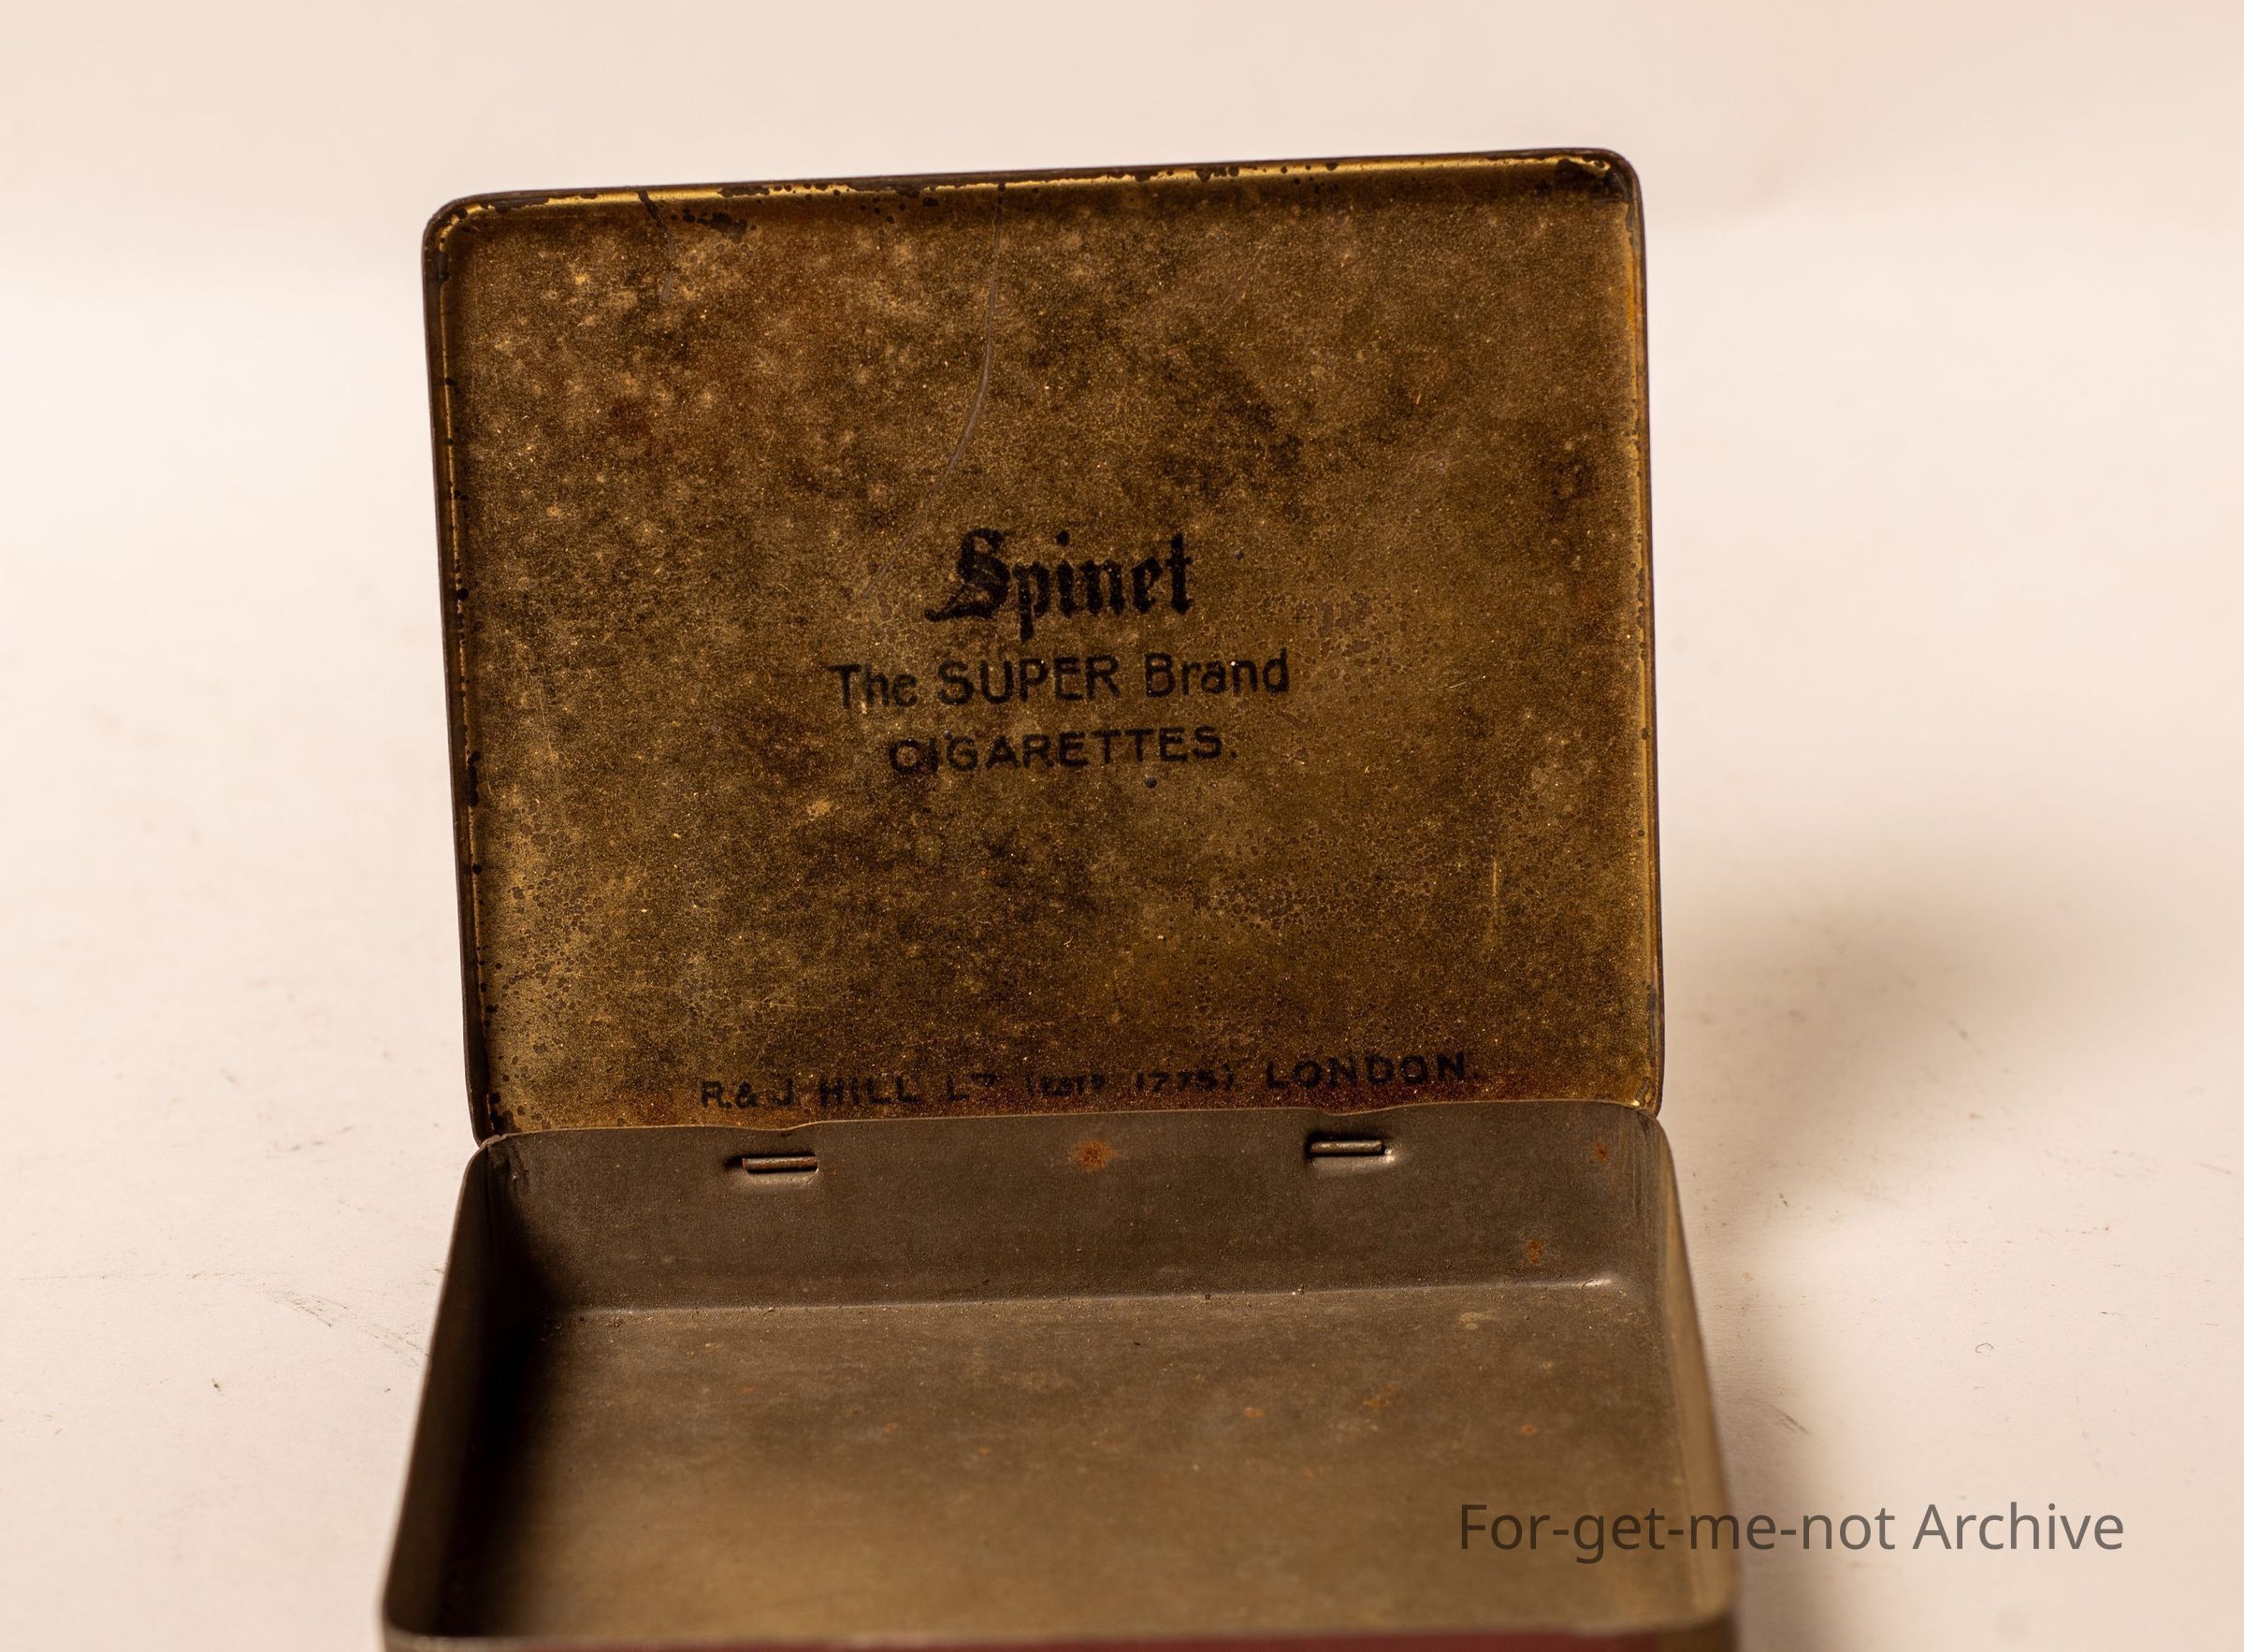 Spinet
The SUPER Brand
CIGARETTES.
R.& J. HILL LTD (ESTD 1775) LONDON.
For-get-me-not Archive